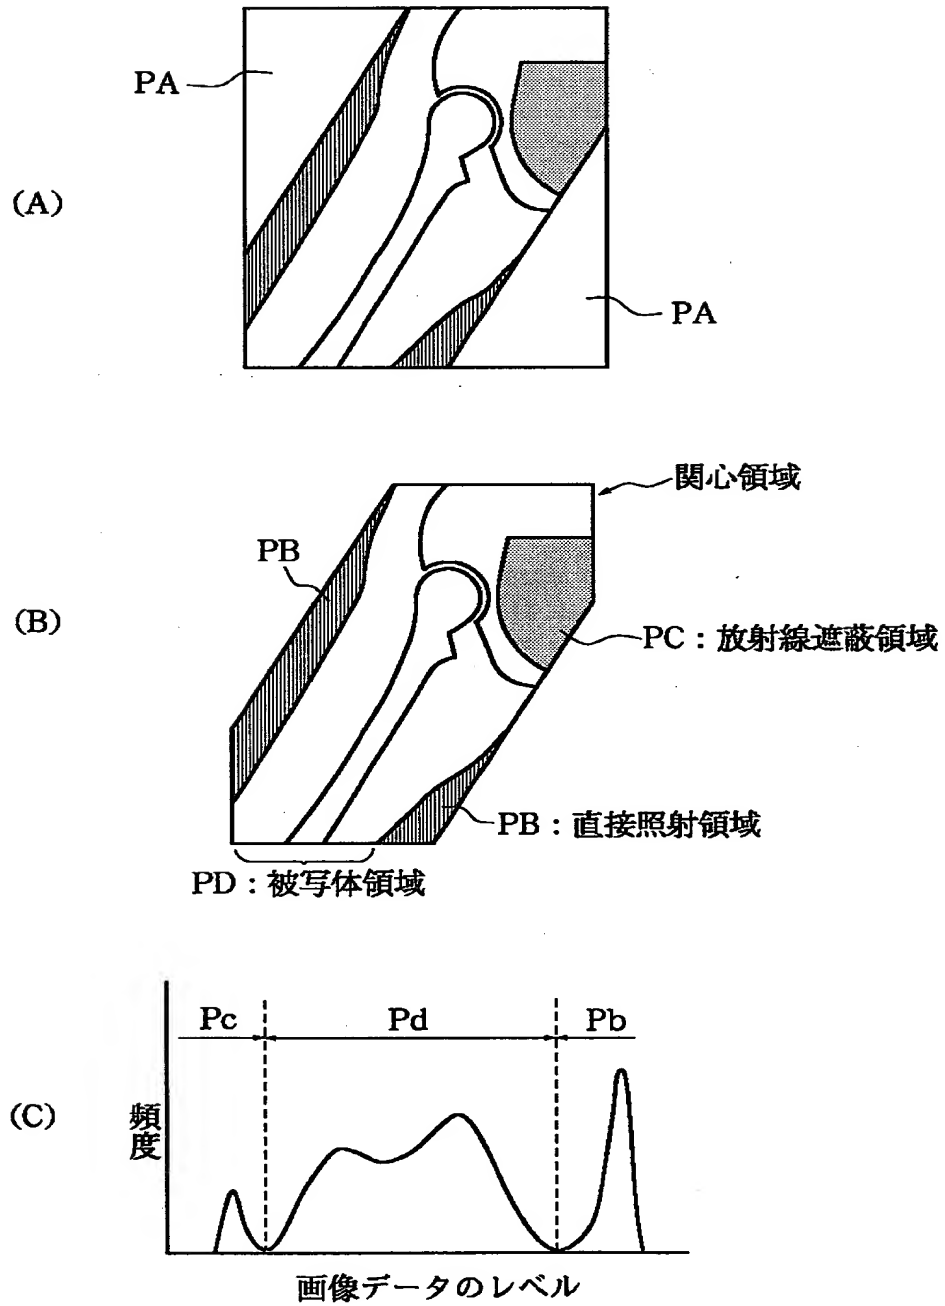 (A)
PA
PA
(B)
関心領域
PB
PC：放射線遮蔽領域
PB：直接照射領域
PD：被写体領域
(C)
Pc
Pd
Pb
頻度
画像データのレベル